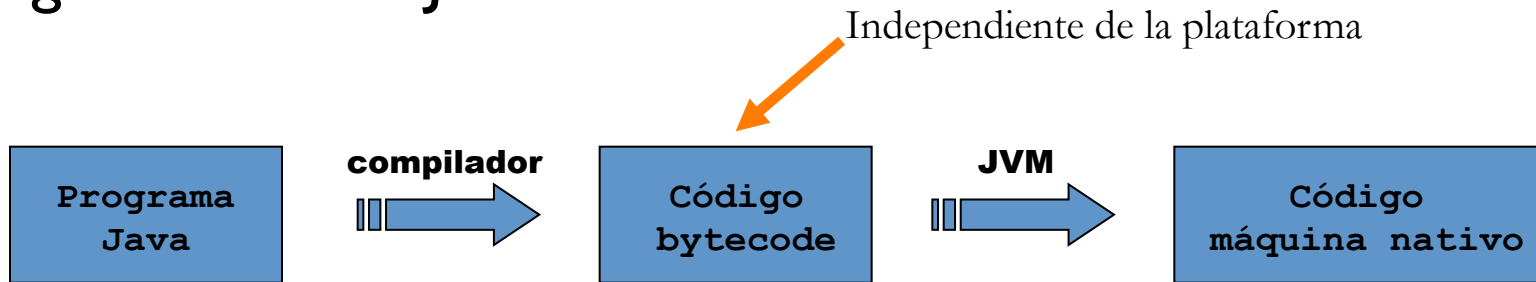 Independiente de la plataforma
compilador
JVM
Programa
Java
Código
bytecode
Código
máquina nativo